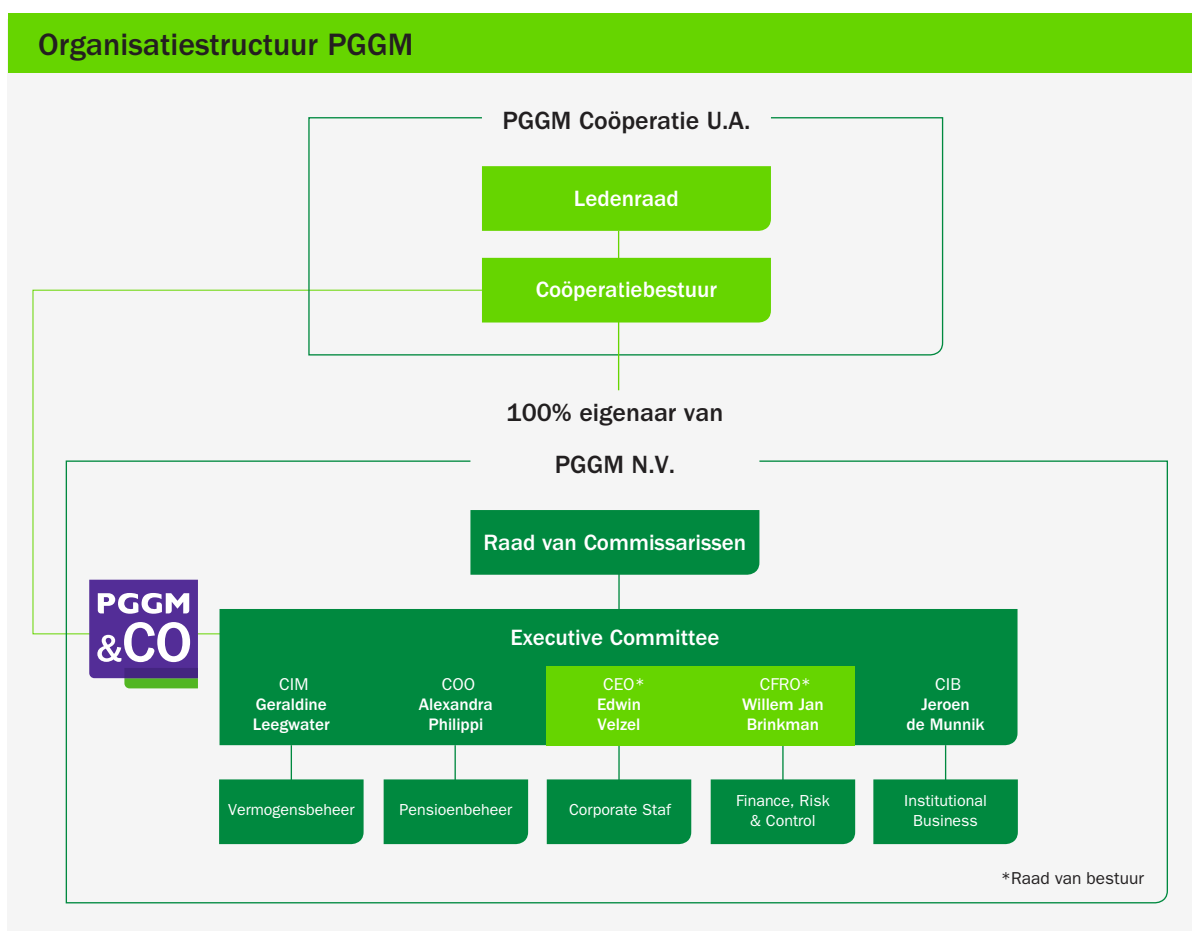 Organisatiestructuur PGGM
PGGM Coöperatie U.A.
Ledenraad
Coöperatiebestuur
100% eigenaar van
PGGM N.V.
Raad van Commissarissen
PGGM
&CO
Executive Committee
CIM
Geraldine
Leegwater
COO
Alexandra
Philippi
CEO*
Edwin
Velzel
CFRO*
Willem Jan
Brinkman
CIB
Jeroen
de Munnik
Vermogensbeheer
Pensioenbeheer
Corporate Staf
Finance, Risk
& Control
Institutional
Business
*Raad van bestuur